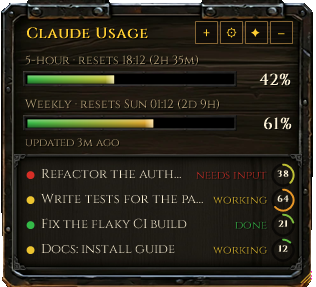 Claude Usage
5-hour · resets 18:12 (2h 35m)
42%
Weekly · resets Sun 01:12 (2d 9h)
61%
updated 3m ago
Refactor the auth... needs input 38
Write tests for the pa... working 64
Fix the flaky CI build done 21
Docs: install guide working 12